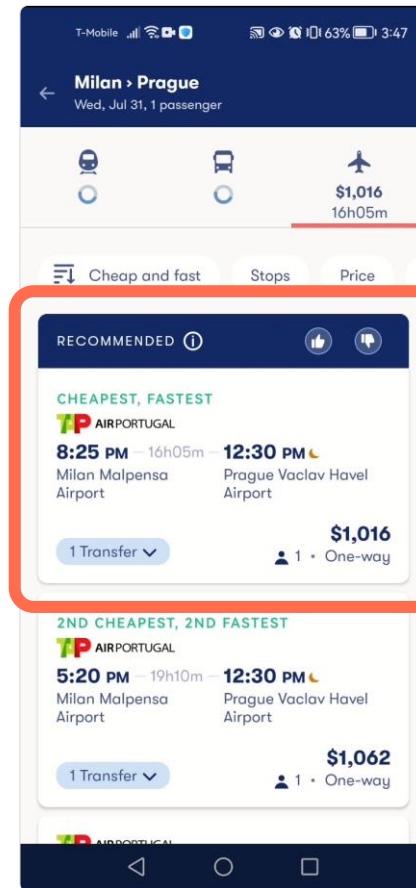 T-Mobile 63% 3:47
Milan › Prague
Wed, Jul 31, 1 passenger
$1,016
16h05m
Cheap and fast Stops Price
RECOMMENDED
CHEAPEST, FASTEST
TP AIRPORTUGAL
8:25 PM — 16h05m — 12:30 PM
Milan Malpensa Prague Vaclav Havel
Airport Airport
$1,016
1 Transfer 1 • One-way
2ND CHEAPEST, 2ND FASTEST
TP AIRPORTUGAL
5:20 PM — 19h10m — 12:30 PM
Milan Malpensa Prague Vaclav Havel
Airport Airport
$1,062
1 Transfer 1 • One-way